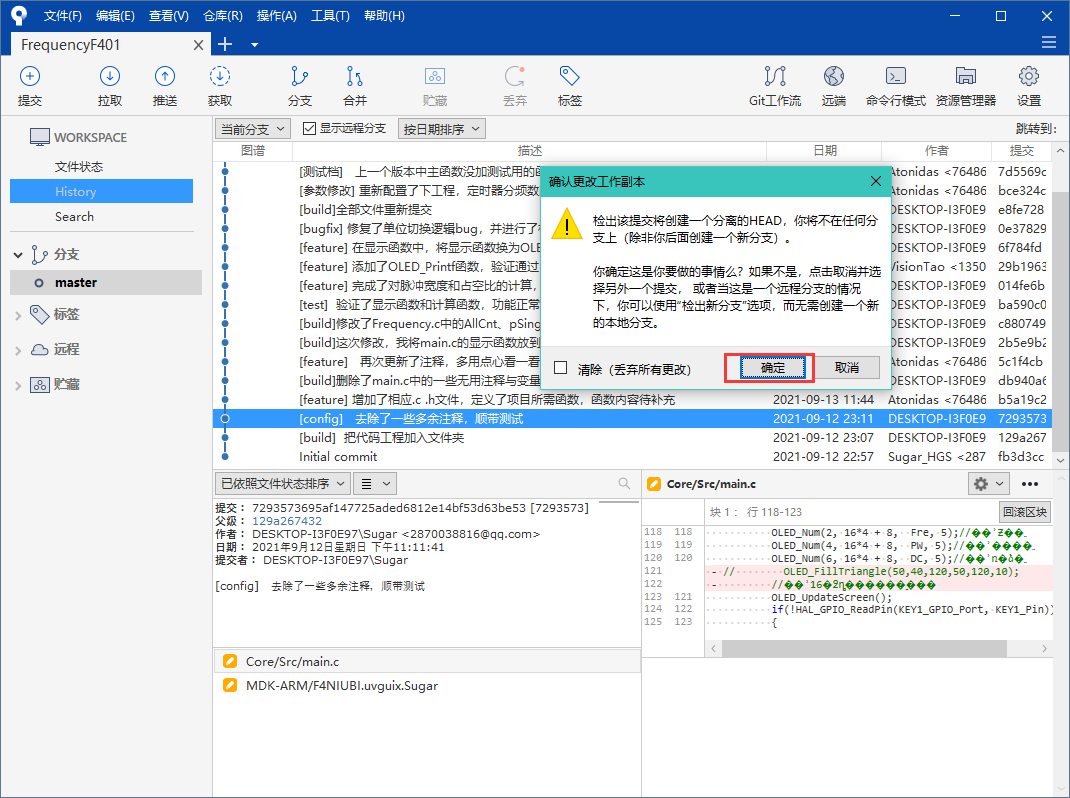 文件(F) 编辑(E) 查看(V) 仓库(R) 操作(A) 工具(T) 帮助(H)
FrequencyF401
提交 拉取 推送 获取 分支 合并 贮藏 丢弃 标签 Git工作流 远端 命令行模式 资源管理器 设置
WORKSPACE
文件状态
History
Search
分支
master
标签
远程
贮藏
当前分支 显示远程分支 按日期排序 跳转到:
图谱 描述 日期 作者 提交
[测试档] 上一个版本中主函数没加测试用的 Atonidas <76486 7d5569c
[参数修改] 重新配置了下工程，定时器分频数 Atonidas <76486 bce324c
[build]全部文件重新提交 DESKTOP-I3F0E9 e8fe728
[bugfix] 修复了单位切换逻辑bug，并进行了 DESKTOP-I3F0E9 0e37829
[feature] 在显示函数中，将显示函数换为OLE DESKTOP-I3F0E9 6f784fd
[feature] 添加了OLED_Printf函数，验证通过 VisionTao <1350 29b1963
[feature] 完成了对脉冲宽度和占空比的计算， DESKTOP-I3F0E9 014fe6b
[test] 验证了显示函数和计算函数，功能正常 DESKTOP-I3F0E9 ba590c0
[build]修改了Frequency.c中的AllCnt、pSing DESKTOP-I3F0E9 c880749
[build]这次修改，我将main.c的显示函数放到 DESKTOP-I3F0E9 2b5e9b2
[feature] 再次更新了注释，多用点心看一看 Atonidas <76486 5c1f4cb
[build]删除了main.c中的一些无用注释与变量 DESKTOP-I3F0E9 db940a6
[feature] 增加了相应.c .h文件，定义了项目所需函数，函数内容待补充 2021-09-13 11:44 Atonidas <76486 b5a19c2
[config] 去除了一些多余注释，顺带测试 2021-09-12 23:11 DESKTOP-I3F0E9 7293573
[build] 把代码工程加入文件夹 2021-09-12 23:07 DESKTOP-I3F0E9 129a267
Initial commit 2021-09-12 22:57 Sugar_HGS <287 fb3d3cc
确认更改工作副本
检出该提交将创建一个分离的HEAD，你将不在任何分
支上（除非你后面创建一个新分支）。
你确定这是你要做的事情么？如果不是，点击取消并选
择另外一个提交， 或者当这是一个远程分支的情况
下，你可以使用“检出新分支”选项，而无需创建一个新
的本地分支。
清除（丢弃所有更改） 确定 取消
已依照文件状态排序
提交： 7293573695af147725aded6812e14bf53d63be53 [7293573]
父级： 129a267432
作者： DESKTOP-I3F0E97\Sugar <2870038816@qq.com>
日期： 2021年9月12日星期日 下午11:11:41
提交者： DESKTOP-I3F0E97\Sugar
[config] 去除了一些多余注释，顺带测试
Core/Src/main.c
MDK-ARM/F4NIUBI.uvguix.Sugar
Core/Src/main.c
块 1： 行 118-123 回滚区块
118 118 OLED_Num(2, 16*4 + 8, Fre, 5);//
119 119 OLED_Num(4, 16*4 + 8, PW, 5);//
120 120 OLED_Num(6, 16*4 + 8, DC, 5);//
121 - // OLED_FillTriangle(50,40,120,50,120,10);
122 - //
123 121 OLED_UpdateScreen();
124 122 if(!HAL_GPIO_ReadPin(KEY1_GPIO_Port, KEY1_Pin))
125 123 {